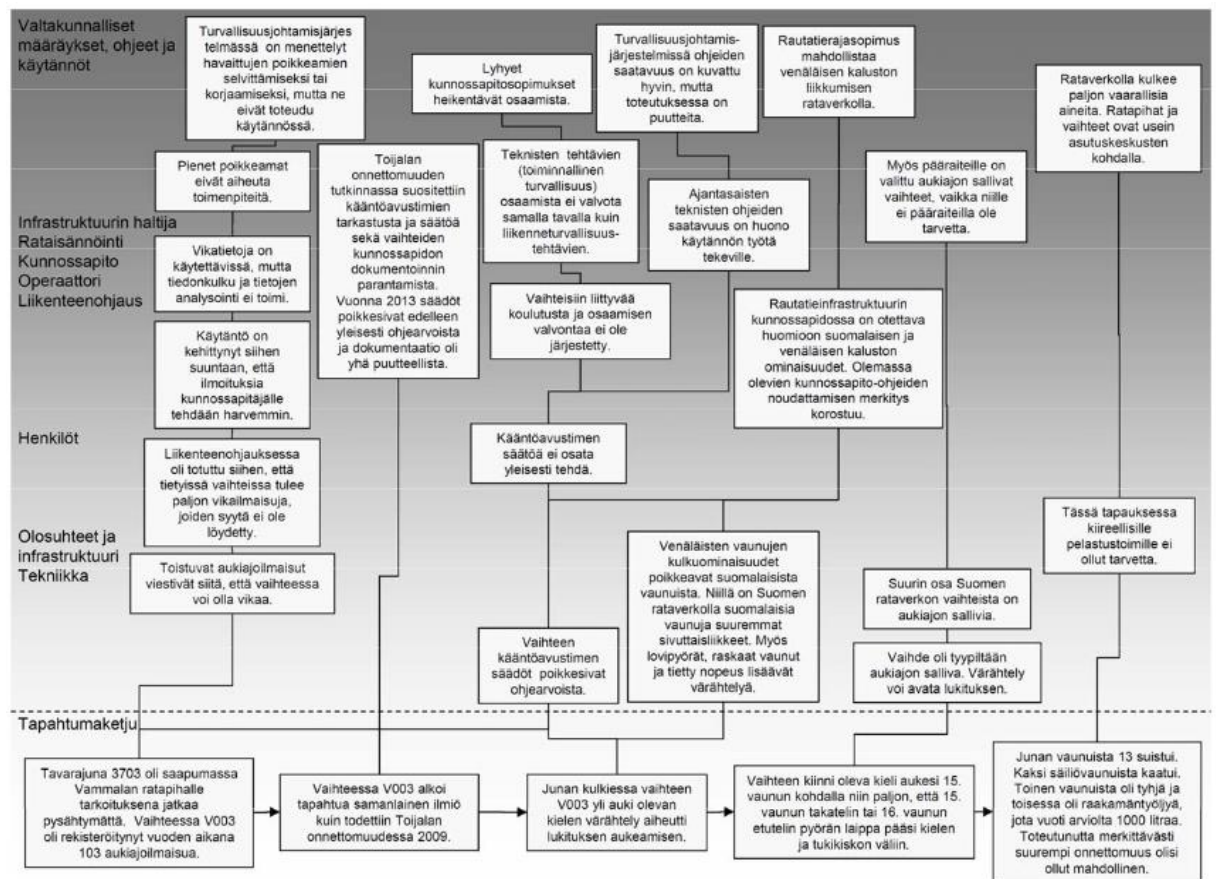 Valtakunnalliset
määräykset, ohjeet ja
käytännöt
Turvallisuusjohtamisjärjes
telmässä on menettelyt
havaittujen poikkeamien
selvittämiseksi tai
korjaamiseksi, mutta ne
eivät toteudu
käytännössä.
Lyhyet
kunnossapitosopimukset
heikentävät osaamista.
Turvallisuusjohtamis-
järjestelmissä ohjeiden
saatavuus on kuvattu
hyvin, mutta
toteutuksessa on
puutteita.
Rautatierajasopimus
mahdollistaa
venäläisen kaluston
liikkumisen
rataverkolla.
Rataverkolla kulkee
paljon vaarallisia
aineita. Ratapihat ja
vaihteet ovat usein
asutuskeskusten
kohdalla.
Infrastruktuurin haltija
Rataisännöinti
Kunnossapito
Operaattori
Liikenteenohjaus
Pienet poikkeamat
eivät aiheuta
toimenpiteitä.
Vikatietoja on
käytettävissä, mutta
tiedonkulku ja tietojen
analysointi ei toimi.
Käytäntö on
kehittynyt siihen
suuntaan, että
ilmoituksia
kunnossapitäjälle
tehdään harvemmin.
Toijalan
onnettomuuden
tutkinnassa suositettiin
kääntöavustimien
tarkastusta ja säätöä
sekä vaihteiden
kunnossapidon
dokumentoinnin
parantamista.
Vuonna 2013 säädöt
poikkesivat edelleen
yleisesti ohjearvoista
ja dokumentaatio oli
yhä puutteellista.
Teknisten tehtävien
(toiminnallinen
turvallisuus)
osaamista ei valvota
samalla tavalla kuin
liikenneturvallisuus-
tehtävien.
Vaihteisiin liittyvää
koulutusta ja osaamisen
valvontaa ei ole
järjestetty.
Ajantasaisten
teknisten ohjeiden
saatavuus on huono
käytännön työtä
tekeville.
Rautatieinfrastruktuurin
kunnossapidossa on otettava
huomioon suomalaisen ja
venäläisen kaluston
ominaisuudet. Olemassa
olevien kunnossapito-ohjeiden
noudattamisen merkitys
korostuu.
Myös pääraiteille on
valittu aukiajon sallivat
vaihteet, vaikka niille
ei pääraiteilla ole
tarvetta.
Henkilöt
Liikenteenohjauksessa
oli totuttu siihen, että
tietyissä vaihteissa tulee
paljon vikailmaisuja,
joiden syytä ei ole
löydetty.
Kääntöavustimen
säätöä ei osata
yleisesti tehdä.
Olosuhteet ja
infrastruktuuri
Tekniikka
Toistuvat aukiajoilmaisut
viestivät siitä, että vaihteessa
voi olla vikaa.
Vaihteen
kääntöavustimen
säädöt poikkesivat
ohjearvoista.
Venäläisten vaunujen
kulkuominaisuudet
poikkeavat suomalaisista
vaunuista. Niillä on Suomen
rataverkolla suomalaisia
vaunuja suuremmat
sivuttaisliikkeet. Myös
lovipyörät, raskaat vaunut
ja tietty nopeus lisäävät
värähtelyä.
Suurin osa Suomen
rataverkon vaihteista on
aukiajon sallivia.
Vaihde oli tyypiltään
aukiajon salliva. Värähtely
voi avata lukituksen.
Tässä tapauksessa
kiireellisille
pelastustoimille ei
ollut tarvetta.
Tapahtumaketju
Tavarajuna 3703 oli saapumassa
Vammalan ratapihalle
tarkoituksena jatkaa
pysähtymättä. Vaihteessa V003
oli rekisteröitynyt vuoden aikana
103 aukiajoilmaisua.
Vaihteessa V003 alkoi
tapahtua samanlainen ilmiö
kuin todettiin Toijalan
onnettomuudessa 2009.
Junan kulkiessa vaihteen
V003 yli auki olevan
kielen värähtely aiheutti
lukituksen aukeamisen.
Vaihteen kiinni oleva kieli aukesi 15.
vaunun kohdalla niin paljon, että 15.
vaunun takatelin tai 16. vaunun
etutelin pyörän laippa pääsi kielen
ja tukikiskon väliin.
Junan vaunuista 13 suistui.
Kaksi säiliövaunuista kaatui.
Toinen vaunuista oli tyhjä ja
toisessa oli raakamäntyöljyä,
jota vuoti arviolta 1000 litraa.
Toteutunutta merkittävästi
suurempi onnettomuus olisi
ollut mahdollinen.